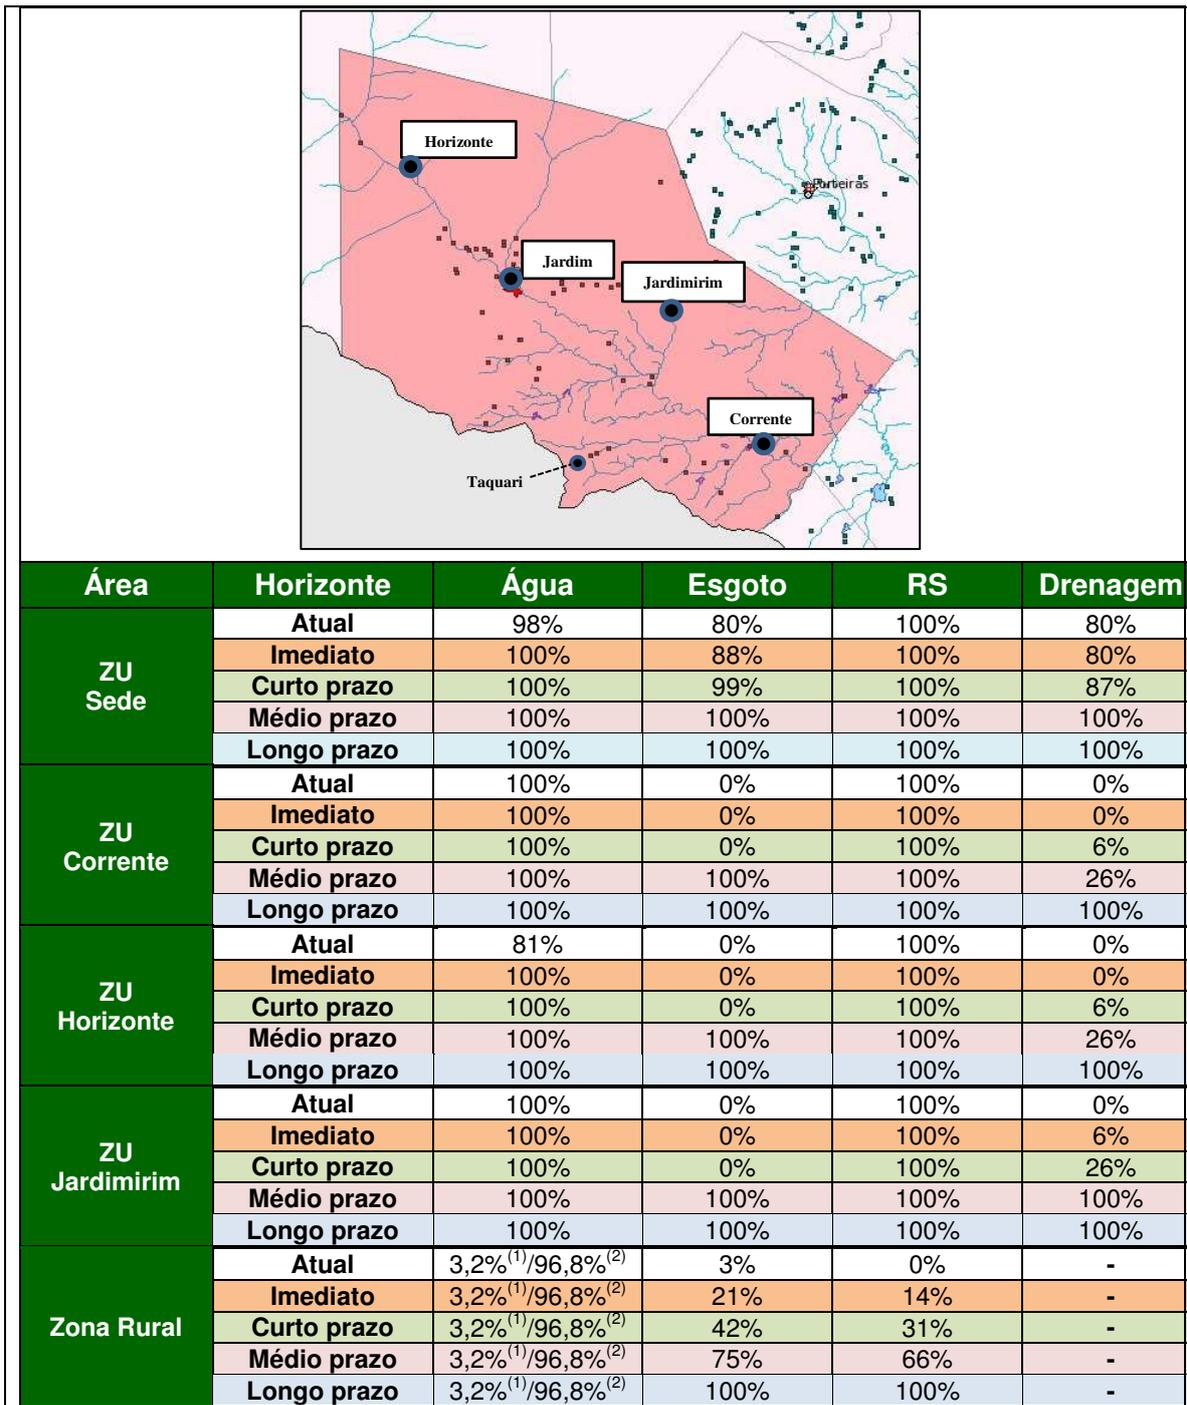 Horizonte
Porteiras
Jardim
Jardimirim
Corrente
Taquari
Área Horizonte Água Esgoto RS Drenagem
ZU Sede
Atual 98% 80% 100% 80%
Imediato 100% 88% 100% 80%
Curto prazo 100% 99% 100% 87%
Médio prazo 100% 100% 100% 100%
Longo prazo 100% 100% 100% 100%
ZU Corrente
Atual 100% 0% 100% 0%
Imediato 100% 0% 100% 0%
Curto prazo 100% 0% 100% 6%
Médio prazo 100% 100% 100% 26%
Longo prazo 100% 100% 100% 100%
ZU Horizonte
Atual 81% 0% 100% 0%
Imediato 100% 0% 100% 0%
Curto prazo 100% 0% 100% 6%
Médio prazo 100% 100% 100% 26%
Longo prazo 100% 100% 100% 100%
ZU Jardimirim
Atual 100% 0% 100% 0%
Imediato 100% 0% 100% 6%
Curto prazo 100% 0% 100% 26%
Médio prazo 100% 100% 100% 100%
Longo prazo 100% 100% 100% 100%
Zona Rural
Atual 3,2%(1)/96,8%(2) 3% 0% -
Imediato 3,2%(1)/96,8%(2) 21% 14% -
Curto prazo 3,2%(1)/96,8%(2) 42% 31% -
Médio prazo 3,2%(1)/96,8%(2) 75% 66% -
Longo prazo 3,2%(1)/96,8%(2) 100% 100% -